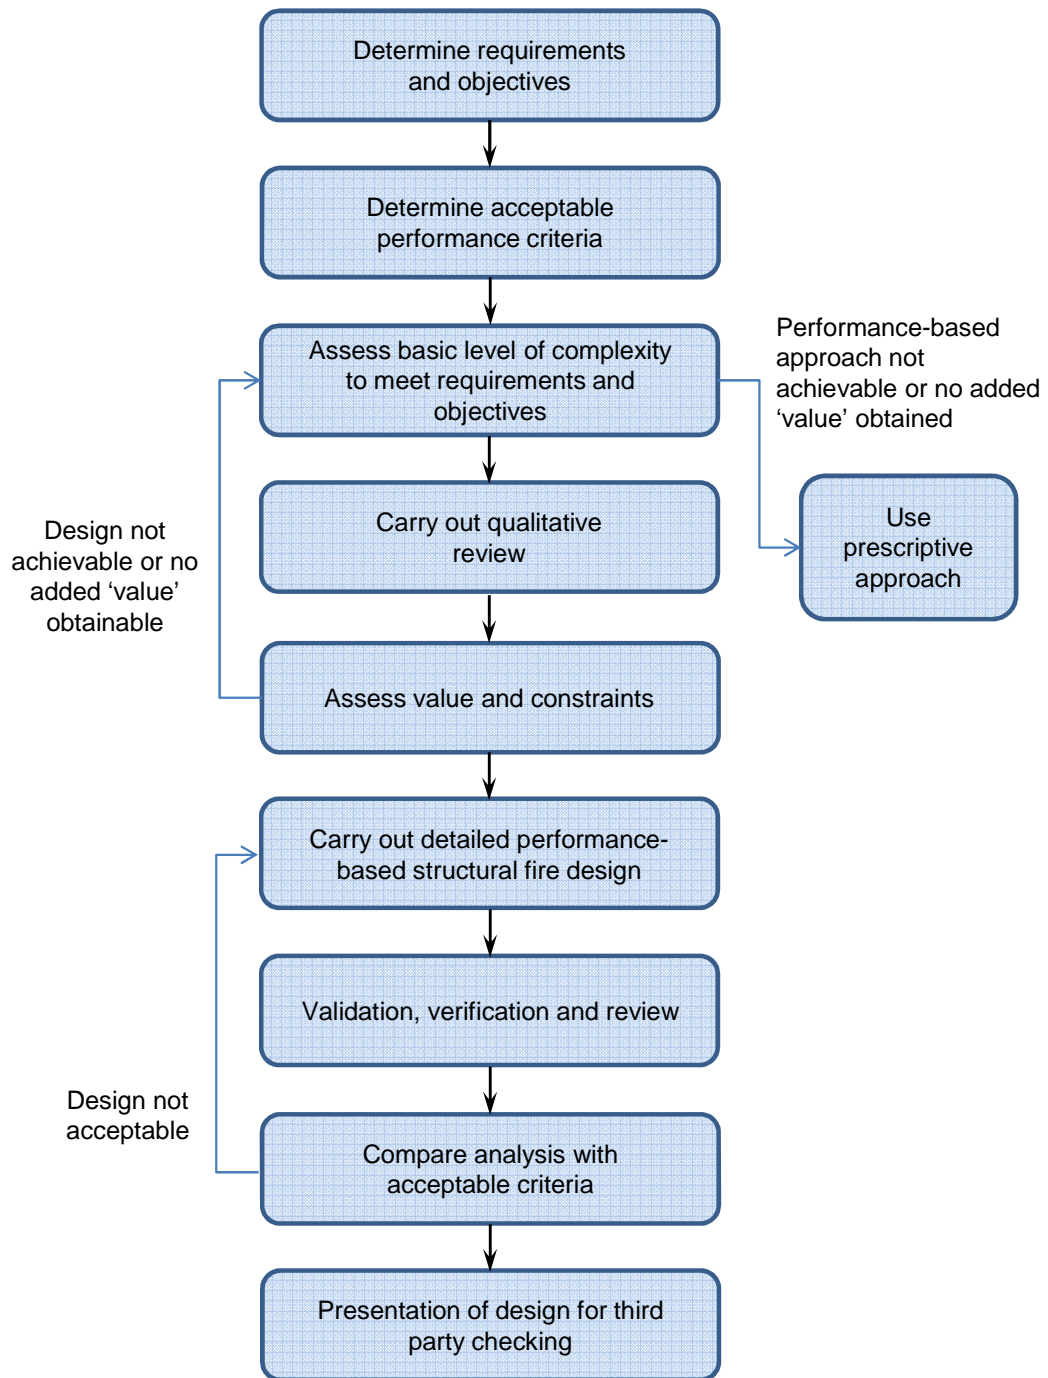 Determine requirements
and objectives
Determine acceptable
performance criteria
Assess basic level of complexity
to meet requirements and
objectives
Performance-based
approach not
achievable or no added
‘value’ obtained
Use
prescriptive
approach
Carry out qualitative
review
Design not
achievable or no
added ‘value’
obtainable
Assess value and constraints
Carry out detailed performance-
based structural fire design
Validation, verification and review
Design not
acceptable
Compare analysis with
acceptable criteria
Presentation of design for third
party checking